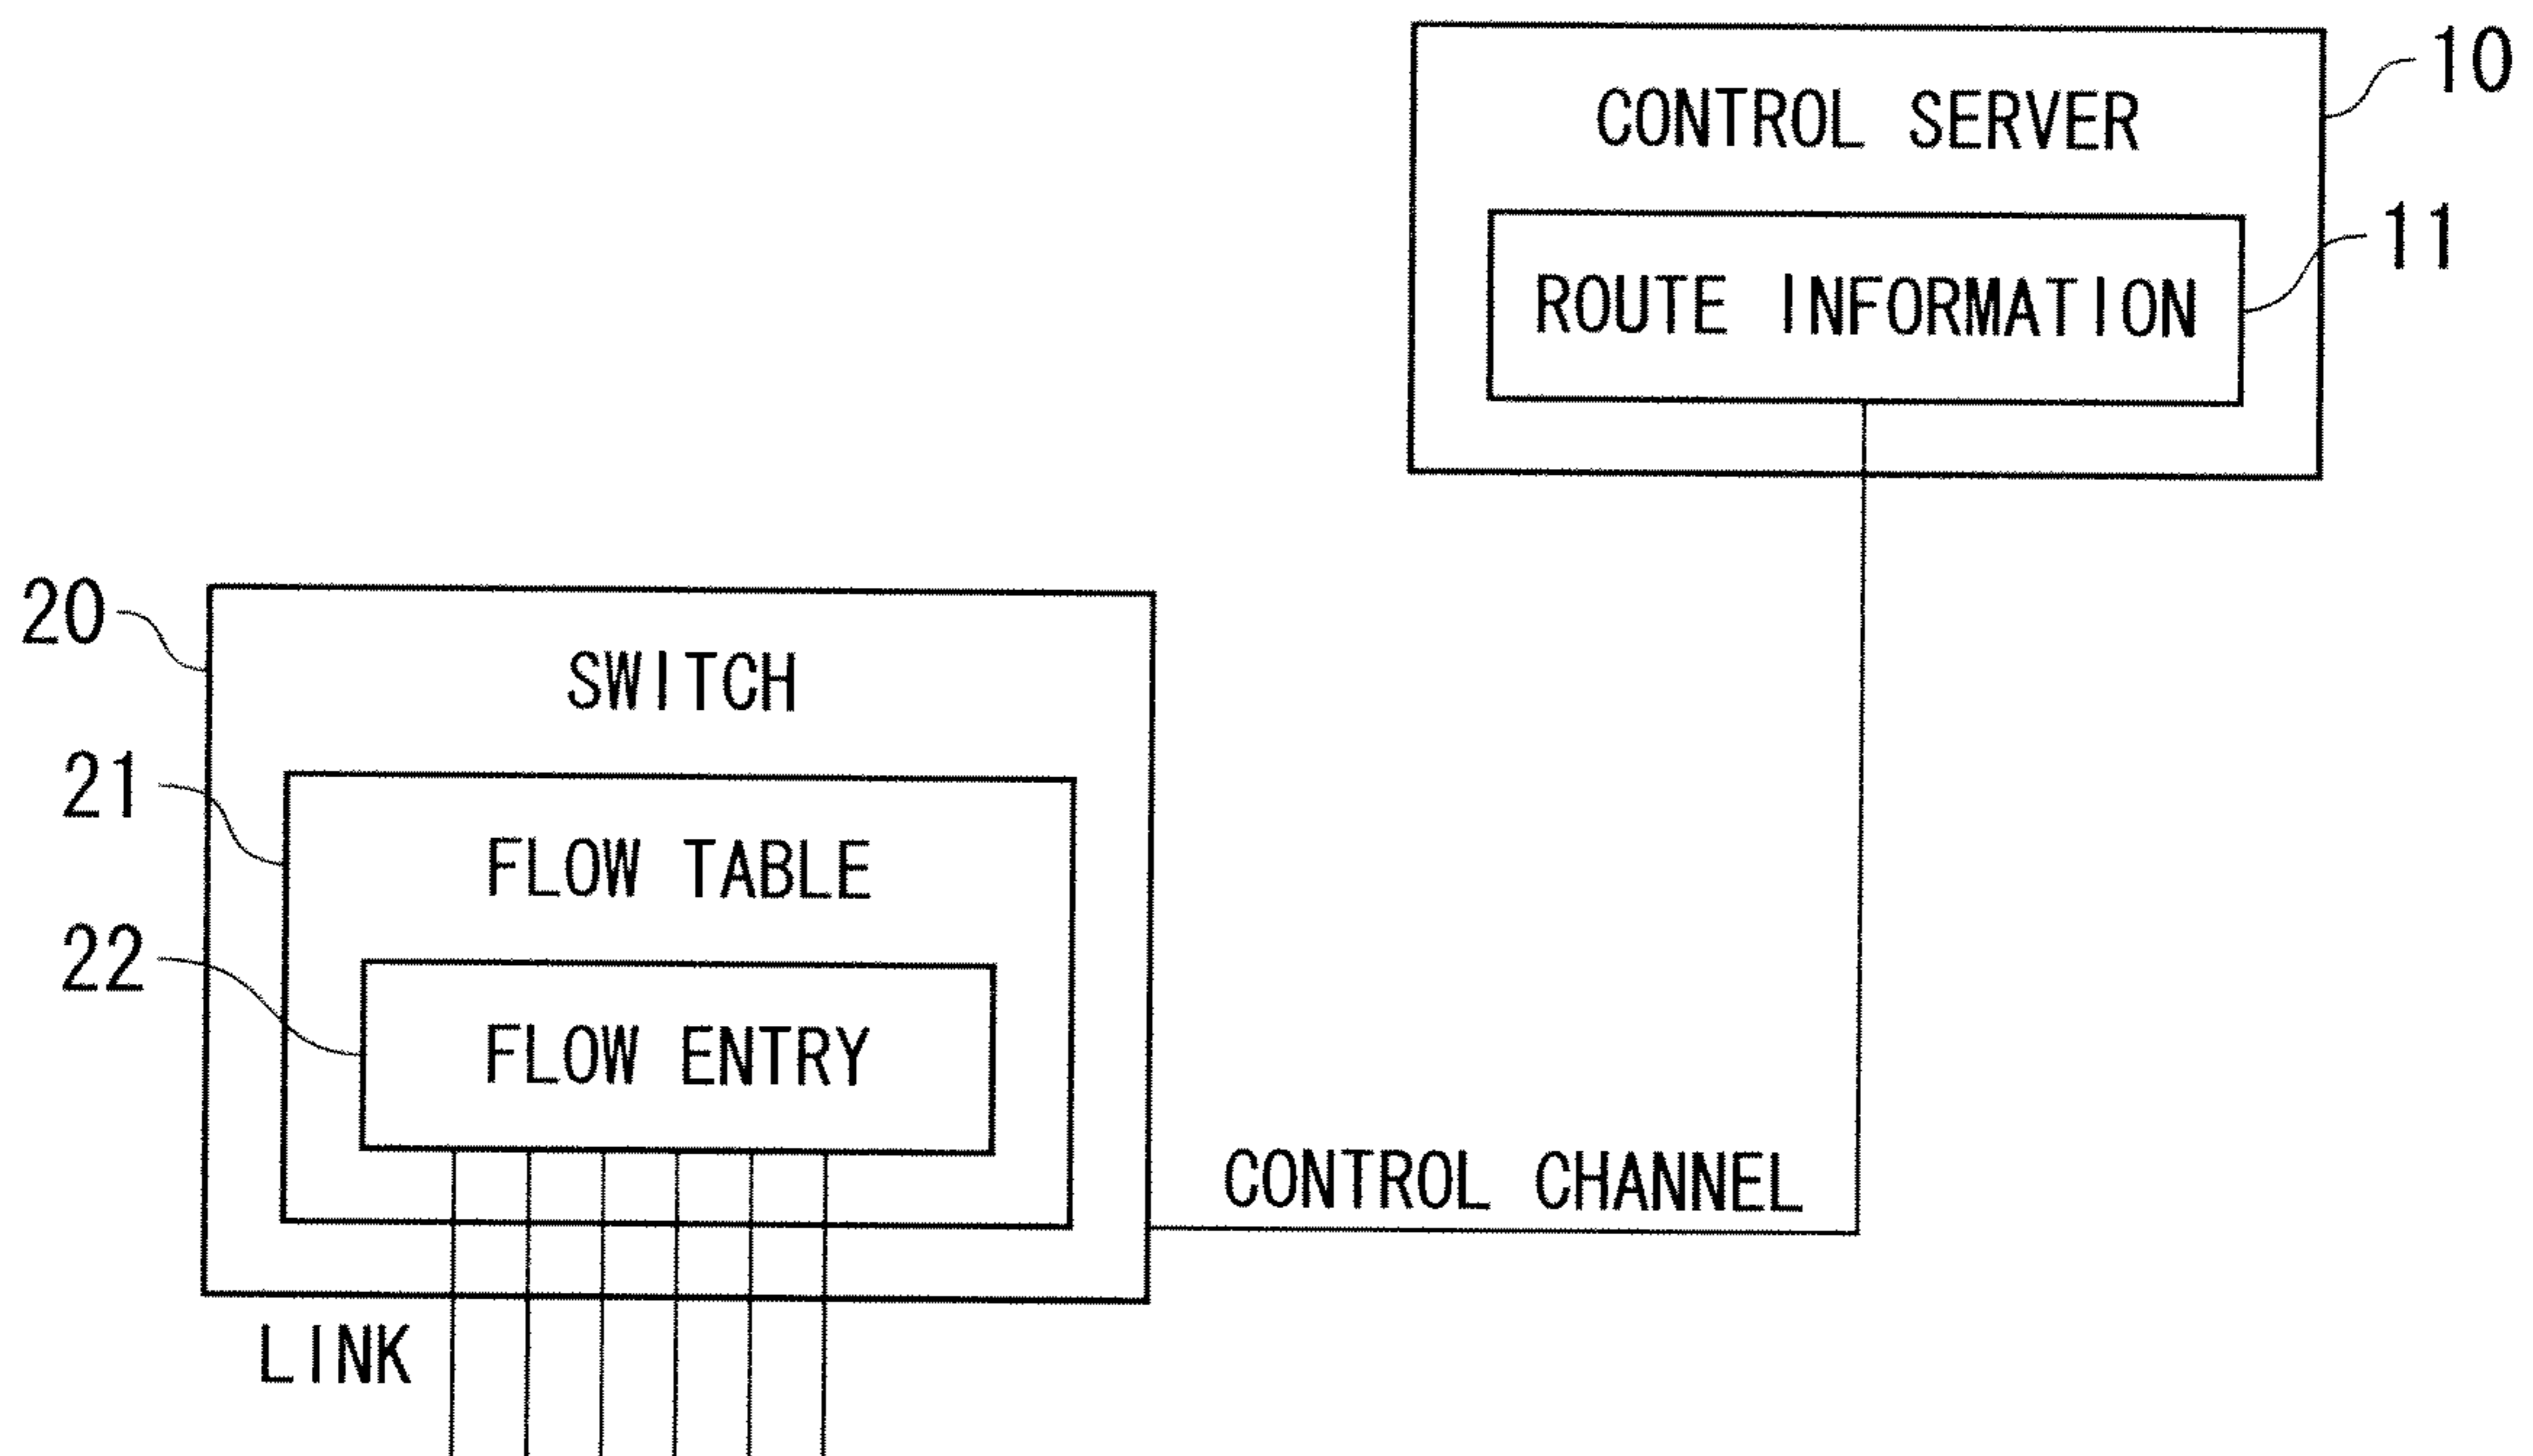 10
CONTROL SERVER
11
ROUTE INFORMATION
20
SWITCH
21
FLOW TABLE
22
FLOW ENTRY
CONTROL CHANNEL
LINK